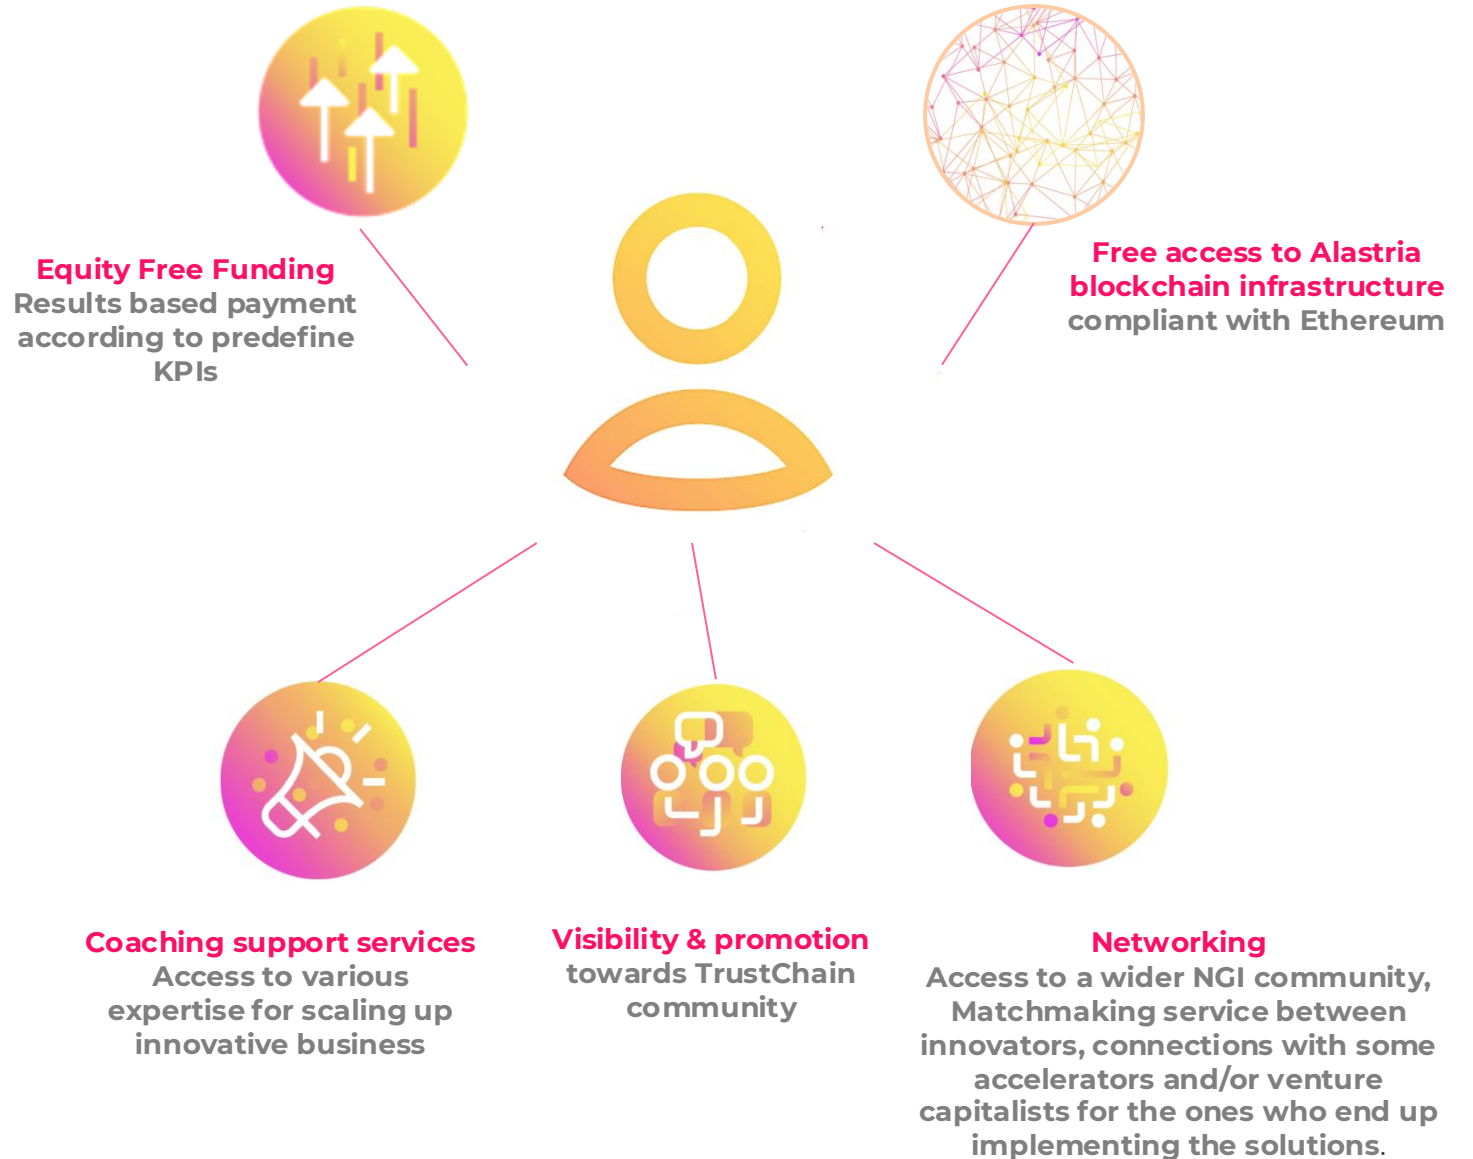 Equity Free Funding
Results based payment
according to predefine
KPIs
Free access to Alastria
blockchain infrastructure
compliant with Ethereum
Coaching support services
Access to various
expertise for scaling up
innovative business
Visibility & promotion
towards TrustChain
community
Networking
Access to a wider NGI community,
Matchmaking service between
innovators, connections with some
accelerators and/or venture
capitalists for the ones who end up
implementing the solutions.